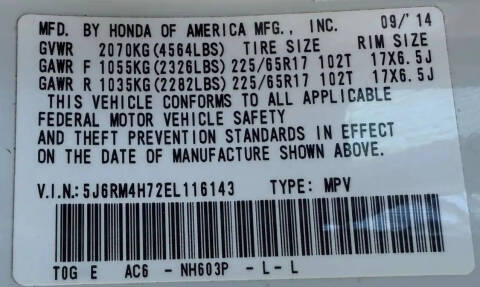 MFD. BY HONDA OF AMERICA MFG., INC. 09/'14
GVWR 2070KG(4564LBS) TIRE SIZE RIM SIZE
GAWR F 1055KG(2326LBS) 225/65R17 102T 17X6.5J
GAWR R 1035KG(2282LBS) 225/65R17 102T 17X6.5J
THIS VEHICLE CONFORMS TO ALL APPLICABLE
FEDERAL MOTOR VEHICLE SAFETY
AND THEFT PREVENTION STANDARDS IN EFFECT
ON THE DATE OF MANUFACTURE SHOWN ABOVE.
V.I.N.: 5J6RM4H72EL116143 TYPE: MPV
T0G E AC6 - NH603P - L - L